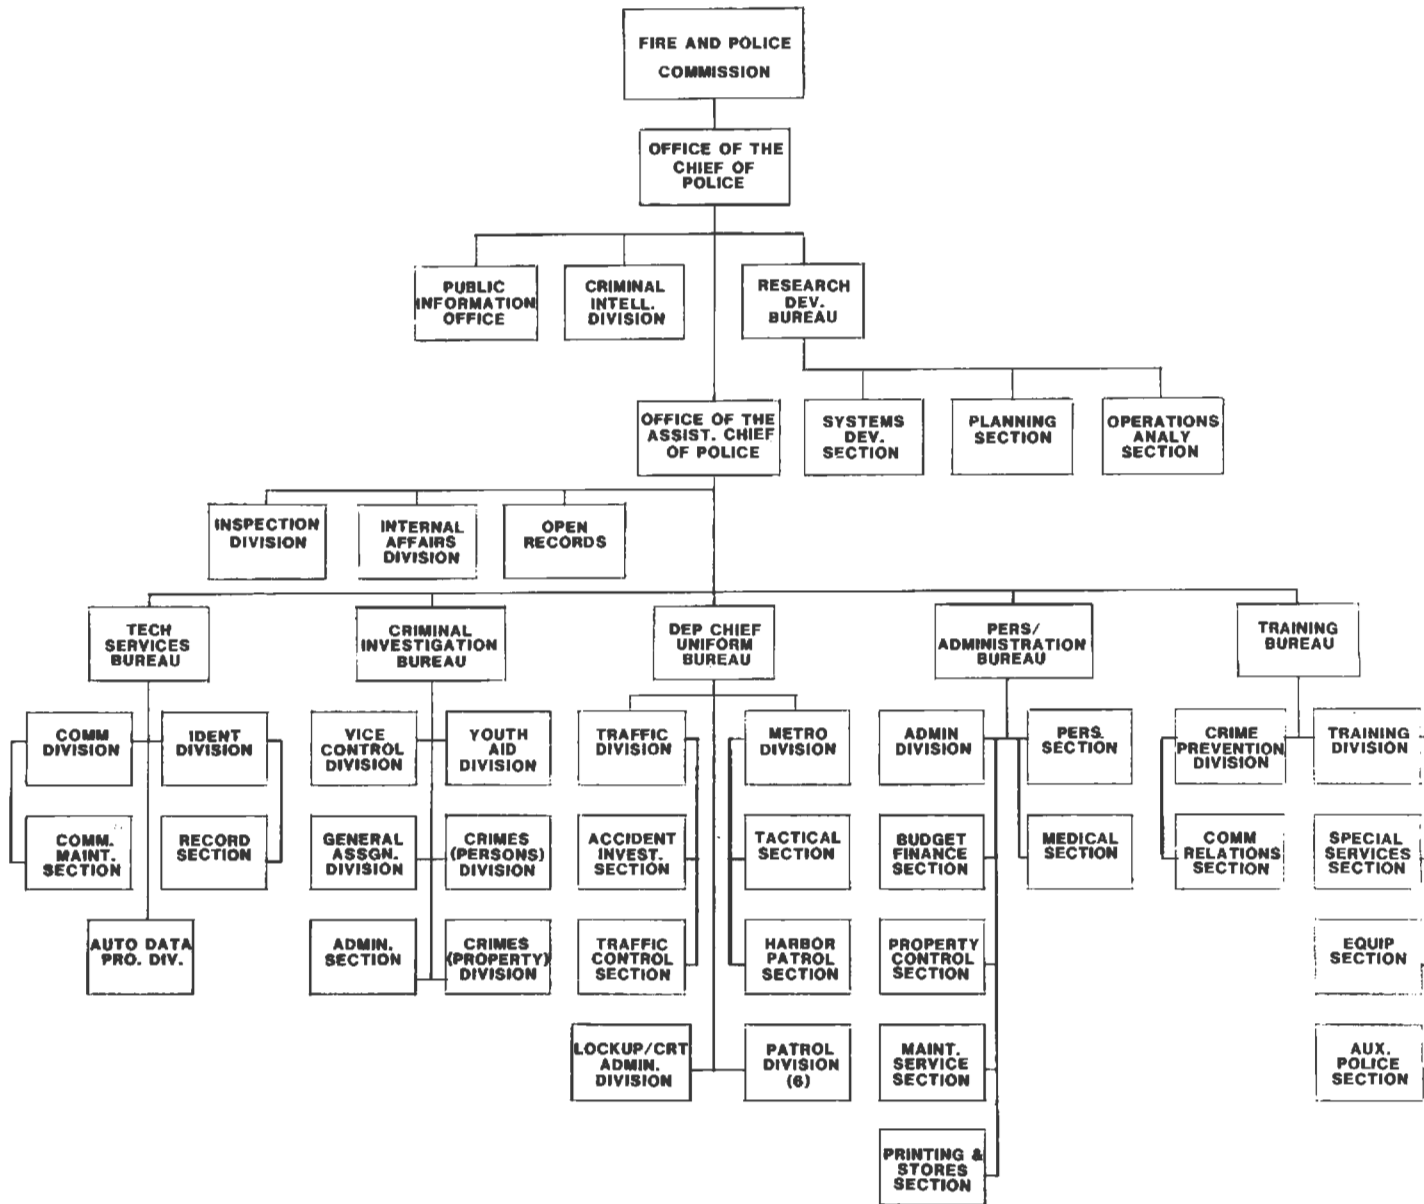 FIRE AND POLICE
COMMISSION
OFFICE OF THE
CHIEF OF
POLICE
PUBLIC
INFORMATION
OFFICE
CRIMINAL
INTELL.
DIVISION
RESEARCH
DEV.
BUREAU
OFFICE OF THE
ASSIST. CHIEF
OF POLICE
SYSTEMS
DEV.
SECTION
PLANNING
SECTION
OPERATIONS
ANALY
SECTION
INSPECTION
DIVISION
INTERNAL
AFFAIRS
DIVISION
OPEN
RECORDS
TECH
SERVICES
BUREAU
CRIMINAL
INVESTIGATION
BUREAU
DEP CHIEF
UNIFORM
BUREAU
PERS/
ADMINISTRATION
BUREAU
TRAINING
BUREAU
COMM
DIVISION
IDENT
DIVISION
VICE
CONTROL
DIVISION
YOUTH
AID
DIVISION
TRAFFIC
DIVISION
METRO
DIVISION
ADMIN
DIVISION
PERS.
SECTION
CRIME
PREVENTION
DIVISION
TRAINING
DIVISION
COMM.
MAINT.
SECTION
RECORD
SECTION
GENERAL
ASSGN.
DIVISION
CRIMES
(PERSONS)
DIVISION
ACCIDENT
INVEST.
SECTION
TACTICAL
SECTION
BUDGET
FINANCE
SECTION
MEDICAL
SECTION
COMM
RELATIONS
SECTION
SPECIAL
SERVICES
SECTION
AUTO DATA
PRO. DIV.
ADMIN.
SECTION
CRIMES
(PROPERTY)
DIVISION
TRAFFIC
CONTROL
SECTION
HARBOR
PATROL
SECTION
PROPERTY
CONTROL
SECTION
EQUIP
SECTION
LOCKUP/CRT
ADMIN.
DIVISION
PATROL
DIVISION
(6)
MAINT.
SERVICE
SECTION
AUX.
POLICE
SECTION
PRINTING &
STORES
SECTION